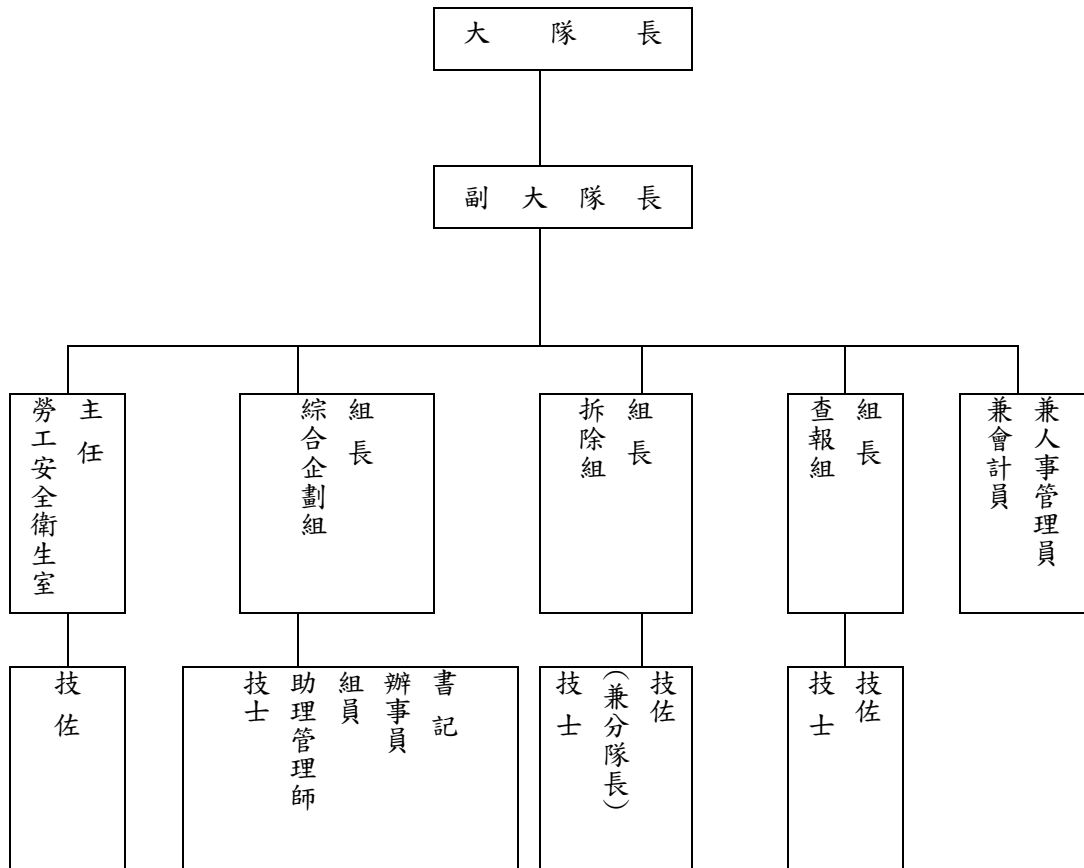 大隊長
副大隊長
主任
勞工安全衛生室
組長
綜合企劃組
組長
拆除組
組長
查報組
兼人事管理員
兼會計員
技佐
書記
辦事員
組員
助理管理師
技士
技佐
(兼分隊長)
技士
技佐
技士